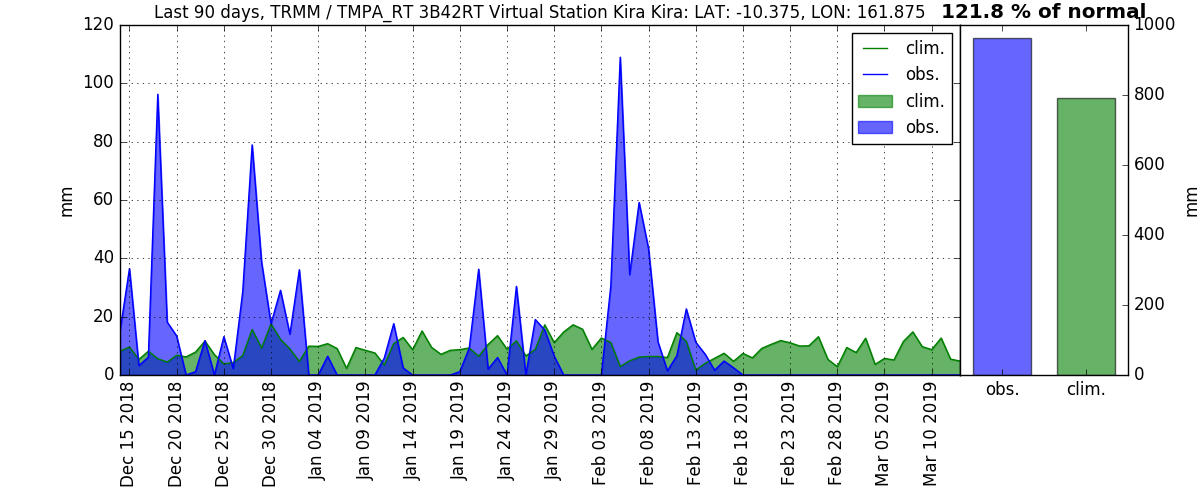 Last 90 days, TRMM / TMPA_RT 3B42RT Virtual Station Kira Kira: LAT: -10.375, LON: 161.875
121.8 % of normal
120
100
80
60
40
20
0
mm
clim.
obs.
clim.
obs.
1000
800
600
400
200
0
mm
obs.
clim.
Dec 15 2018
Dec 20 2018
Dec 25 2018
Dec 30 2018
Jan 04 2019
Jan 09 2019
Jan 14 2019
Jan 19 2019
Jan 24 2019
Jan 29 2019
Feb 03 2019
Feb 08 2019
Feb 13 2019
Feb 18 2019
Feb 23 2019
Feb 28 2019
Mar 05 2019
Mar 10 2019